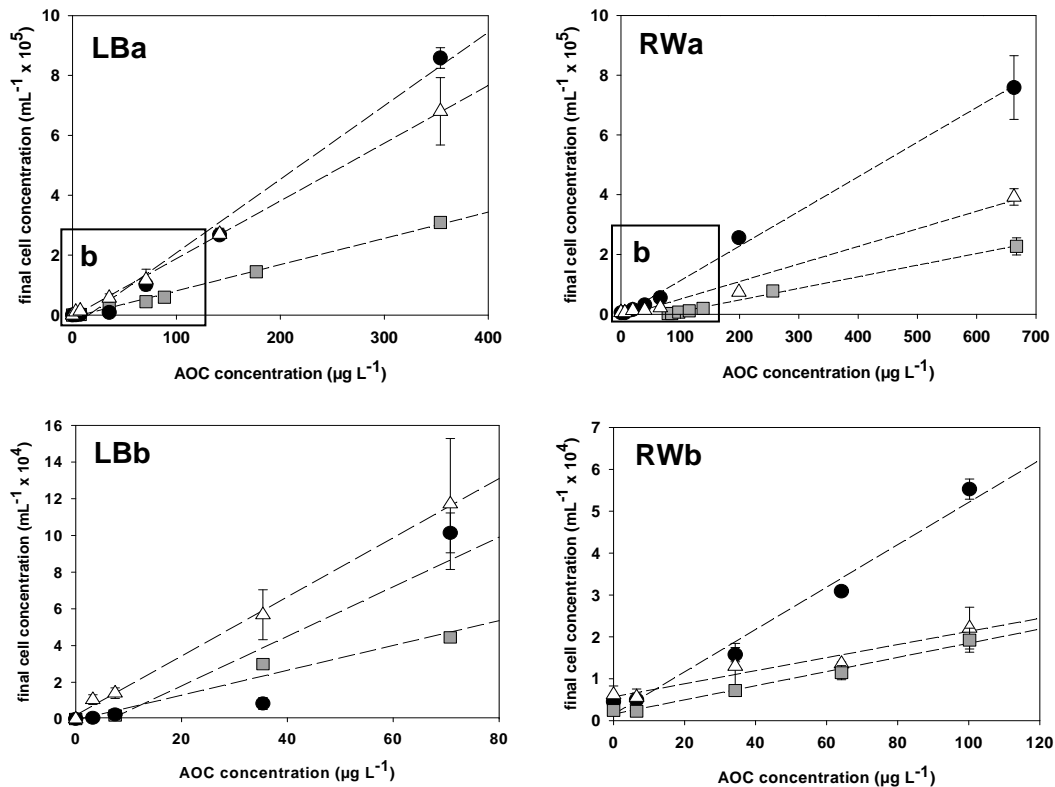 LBa
final cell concentration (mL-1 x 105)
10
8
6
4
2
0
b
0 100 200 300 400
AOC concentration (µg L-1)
RWa
final cell concentration (mL-1 x 105)
10
8
6
4
2
0
b
0 100 200 300 400 500 600 700
AOC concentration (µg L-1)
LBb
final cell concentration (mL-1 x 104)
16
14
12
10
8
6
4
2
0
0 20 40 60 80
AOC concentration (µg L-1)
RWb
final cell concentration (mL-1 x 104)
7
6
5
4
3
2
1
0
0 20 40 60 80 100 120
AOC concentration (µg L-1)